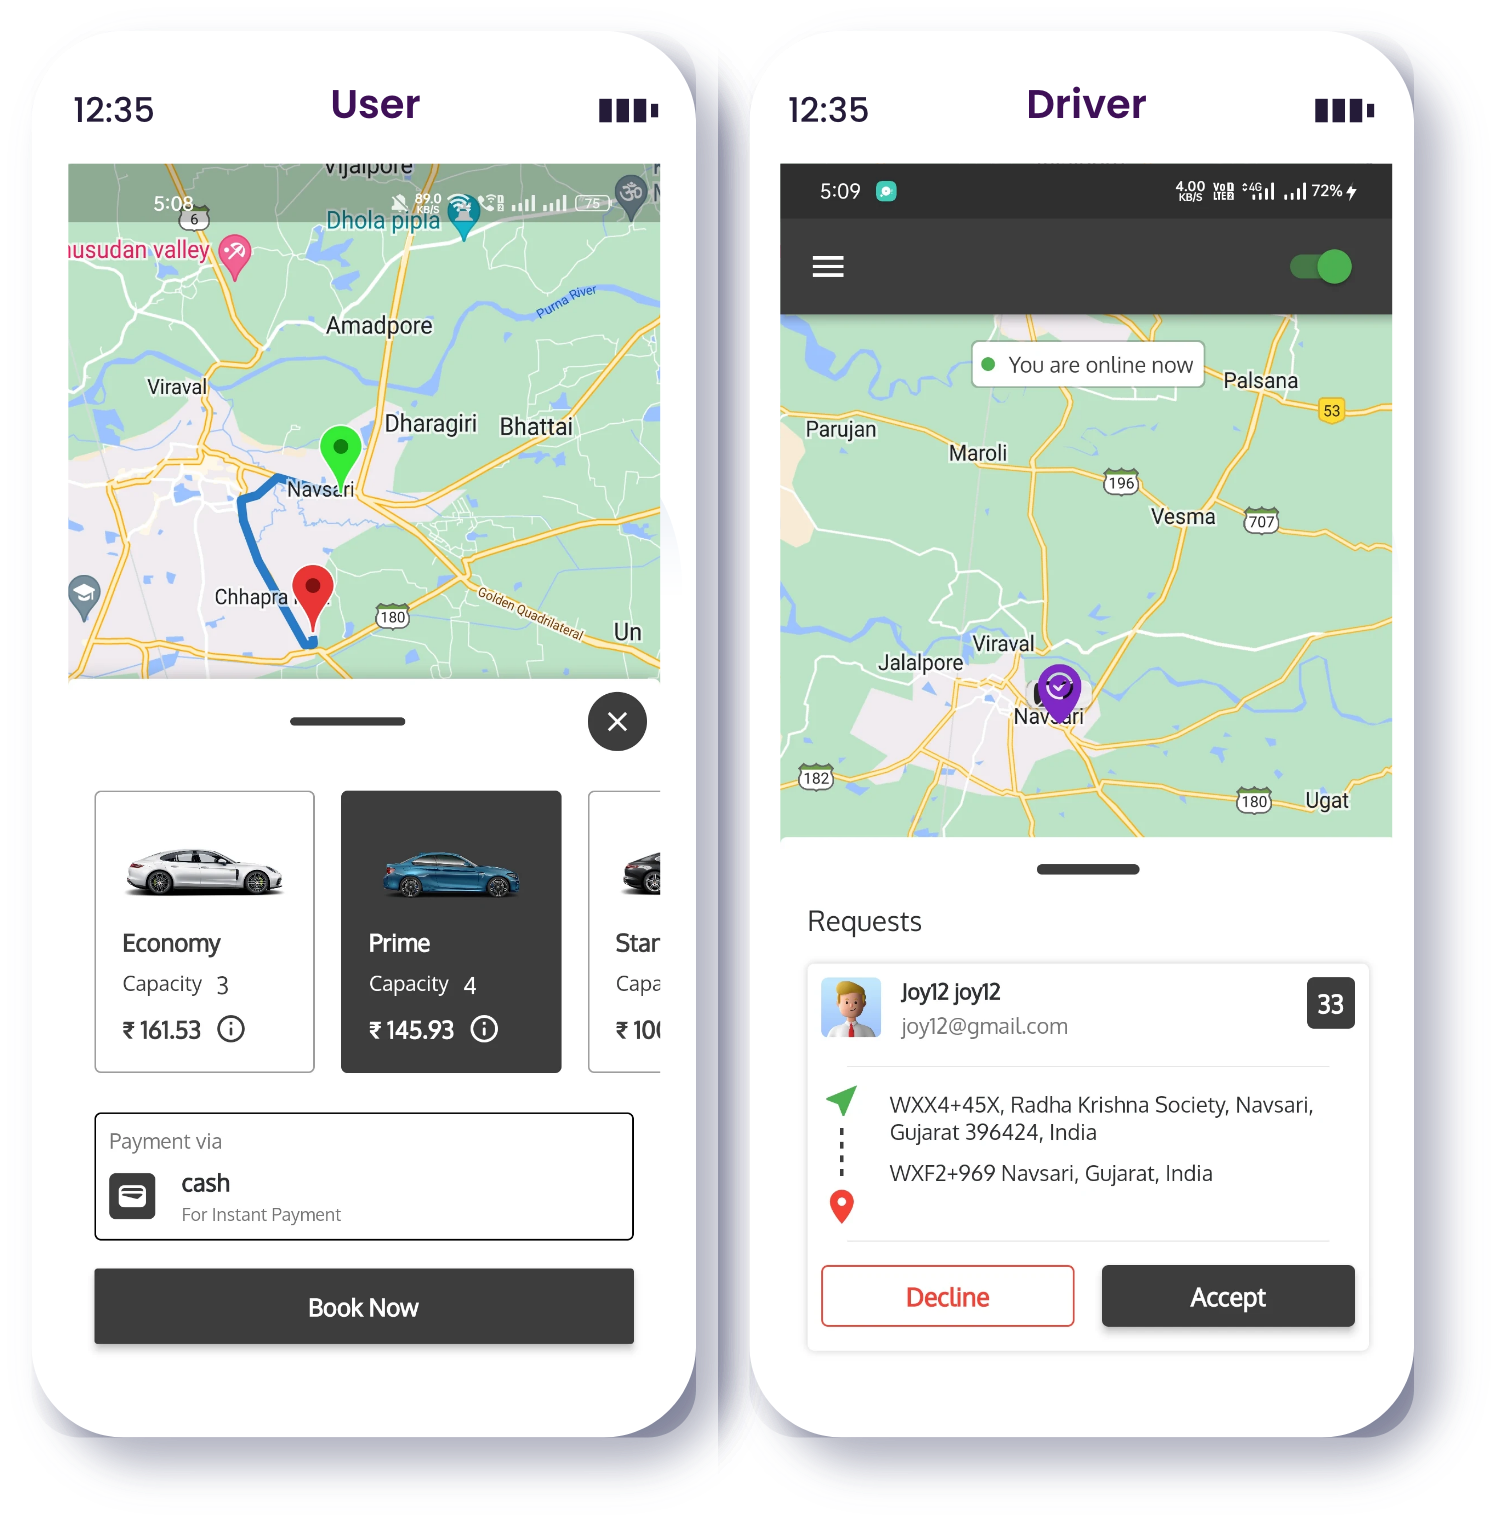 12:35
User
Vijalpore
5:08
89.0
KB/S
75
6
Dhola pipla
usudan valley
Purna River
Amadpore
Viraval
Dharagiri
Bhattai
Navsari
Chhapra
180
Golden Quadrilateral
Un
Economy
Capacity 3
₹ 161.53
Prime
Capacity 4
₹ 145.93
Star
Capa
₹ 10
Payment via
cash
For Instant Payment
Book Now
12:35
Driver
5:09
4.00
KB/S
VoD
LTE2
4G
72%
You are online now
Palsana
53
Parujan
Maroli
196
Vesma
707
Viraval
Jalalpore
Navsari
182
180
Ugat
Requests
Joy12 joy12
joy12@gmail.com
33
WXX4+45X, Radha Krishna Society, Navsari,
Gujarat 396424, India
WXF2+969 Navsari, Gujarat, India
Decline
Accept